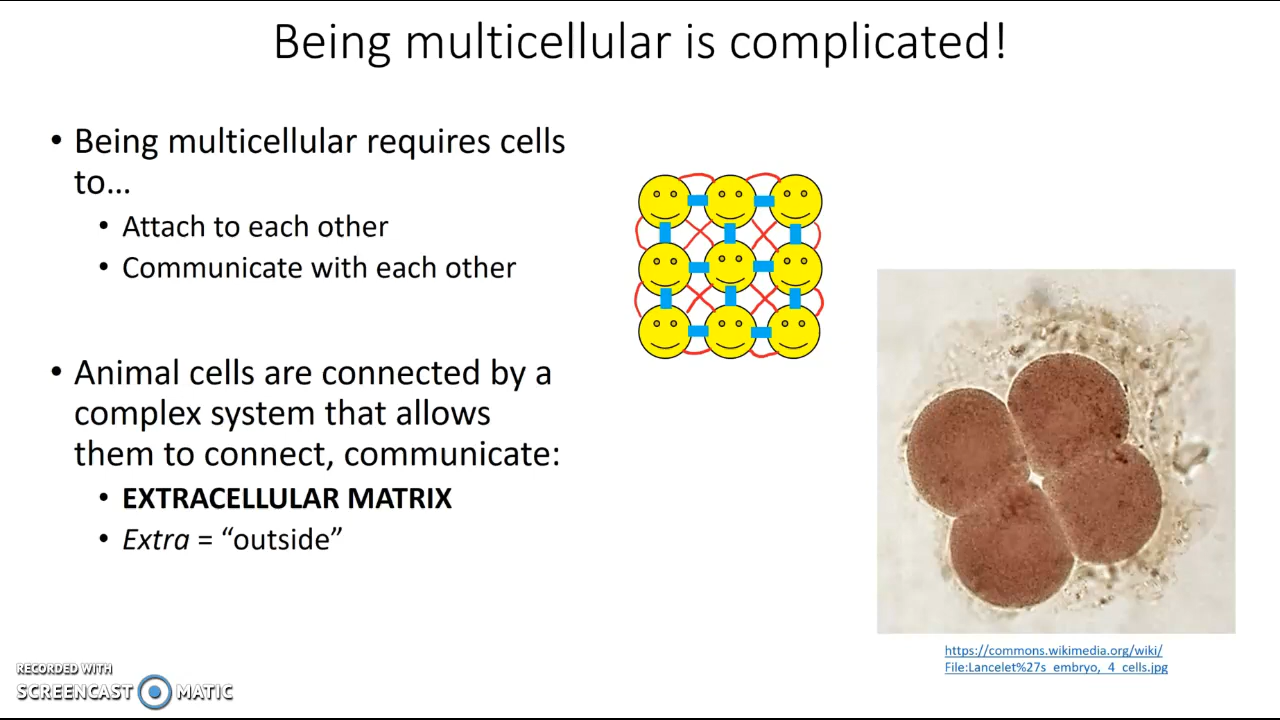 Being multicellular is complicated!
• Being multicellular requires cells
to...
• Attach to each other
• Communicate with each other
• Animal cells are connected by a
complex system that allows
them to connect, communicate:
• EXTRACELLULAR MATRIX
• Extra = “outside”
https://commons.wikimedia.org/wiki/
File:Lancelet%27s_embryo,_4_cells.jpg
RECORDED WITH
SCREENCAST MATIC